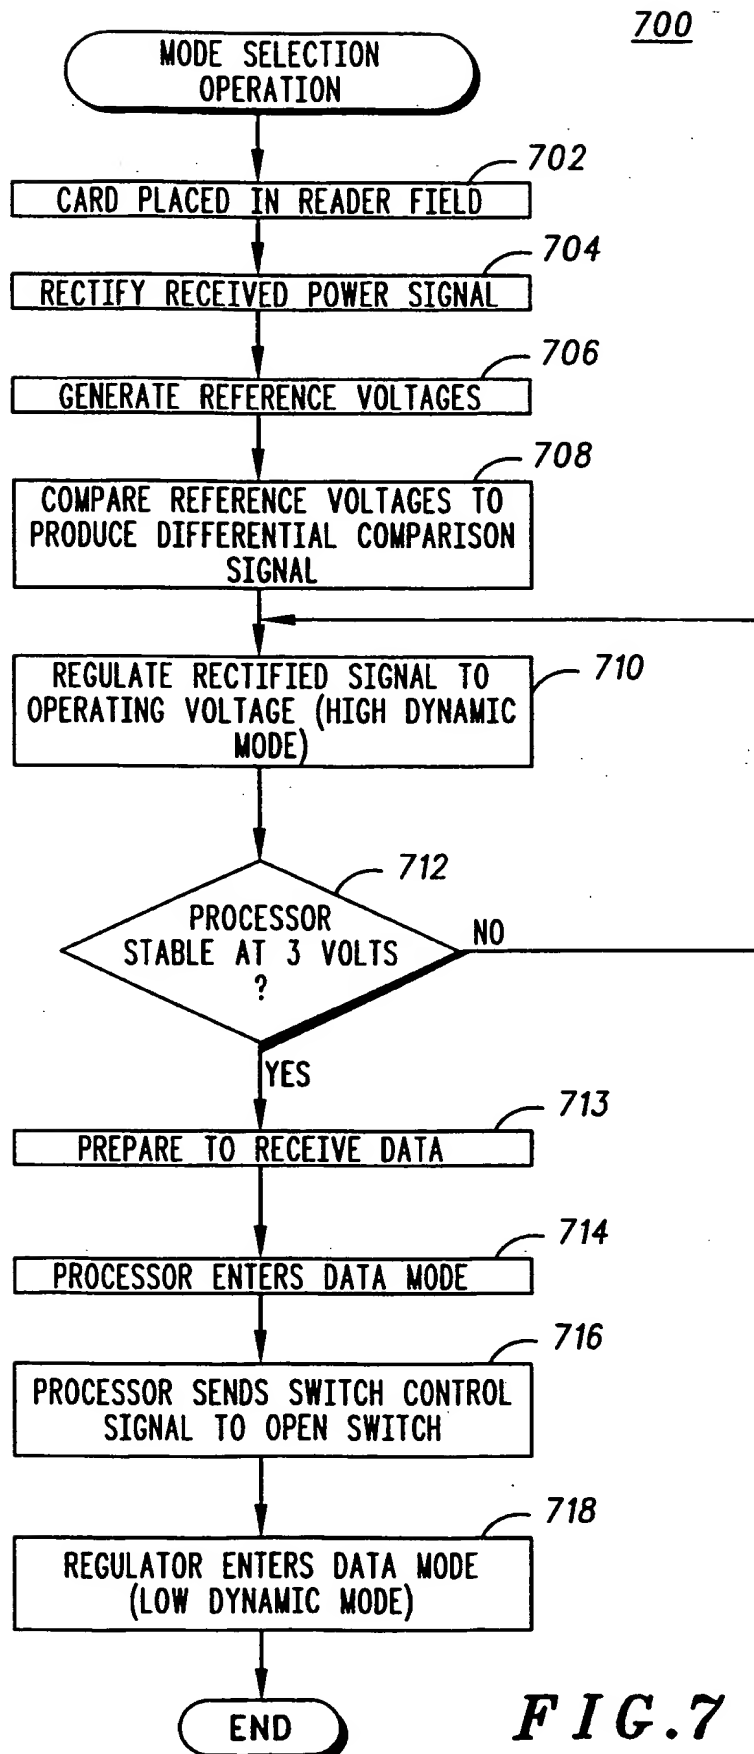 700
MODE SELECTION
OPERATION
702
CARD PLACED IN READER FIELD
704
RECTIFY RECEIVED POWER SIGNAL
706
GENERATE REFERENCE VOLTAGES
708
COMPARE REFERENCE VOLTAGES TO
PRODUCE DIFFERENTIAL COMPARISON
SIGNAL
710
REGULATE RECTIFIED SIGNAL TO
OPERATING VOLTAGE (HIGH DYNAMIC
MODE)
712
PROCESSOR
STABLE AT 3 VOLTS
?
NO
YES
713
PREPARE TO RECEIVE DATA
714
PROCESSOR ENTERS DATA MODE
716
PROCESSOR SENDS SWITCH CONTROL
SIGNAL TO OPEN SWITCH
718
REGULATOR ENTERS DATA MODE
(LOW DYNAMIC MODE)
END
FIG.7